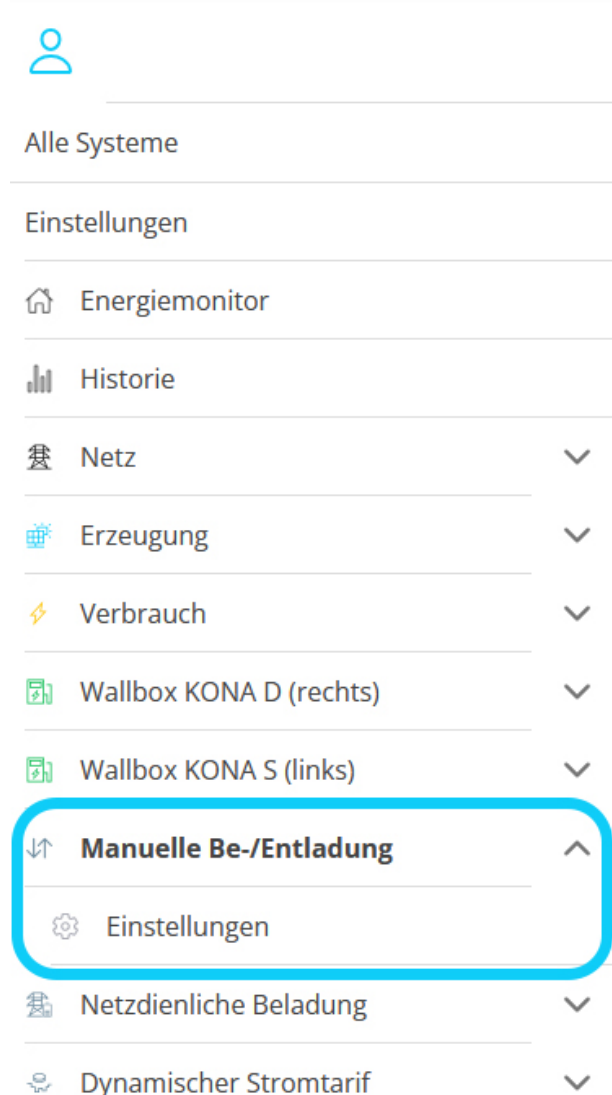 Alle Systeme
Einstellungen
Energiemonitor
Historie
Netz
Erzeugung
Verbrauch
Wallbox KONA D (rechts)
Wallbox KONA S (links)
Manuelle Be-/Entladung
Einstellungen
Netzdienliche Beladung
Dynamischer Stromtarif